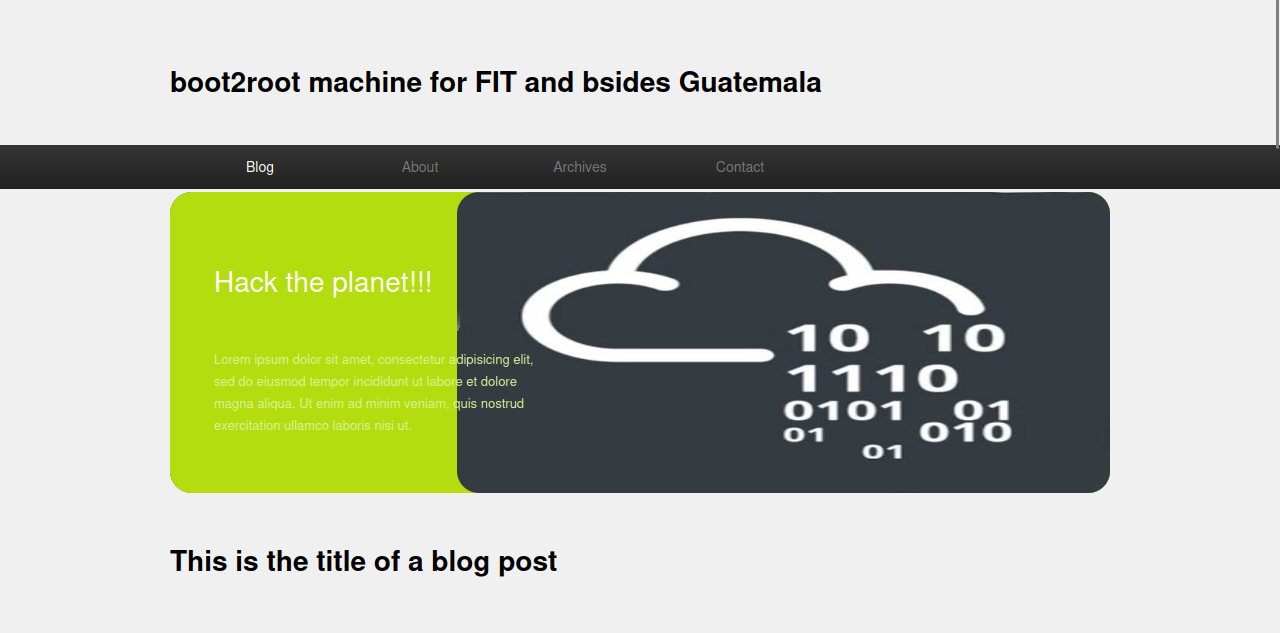 boot2root machine for FIT and bsides Guatemala
Blog About Archives Contact
Hack the planet!!!
Lorem ipsum dolor sit amet, consectetur adipisicing elit,
sed do eiusmod tempor incididunt ut labore et dolore
magna aliqua. Ut enim ad minim veniam, quis nostrud
exercitation ullamco laboris nisi ut.
10 10
1110
0101 01
01 010
01
This is the title of a blog post